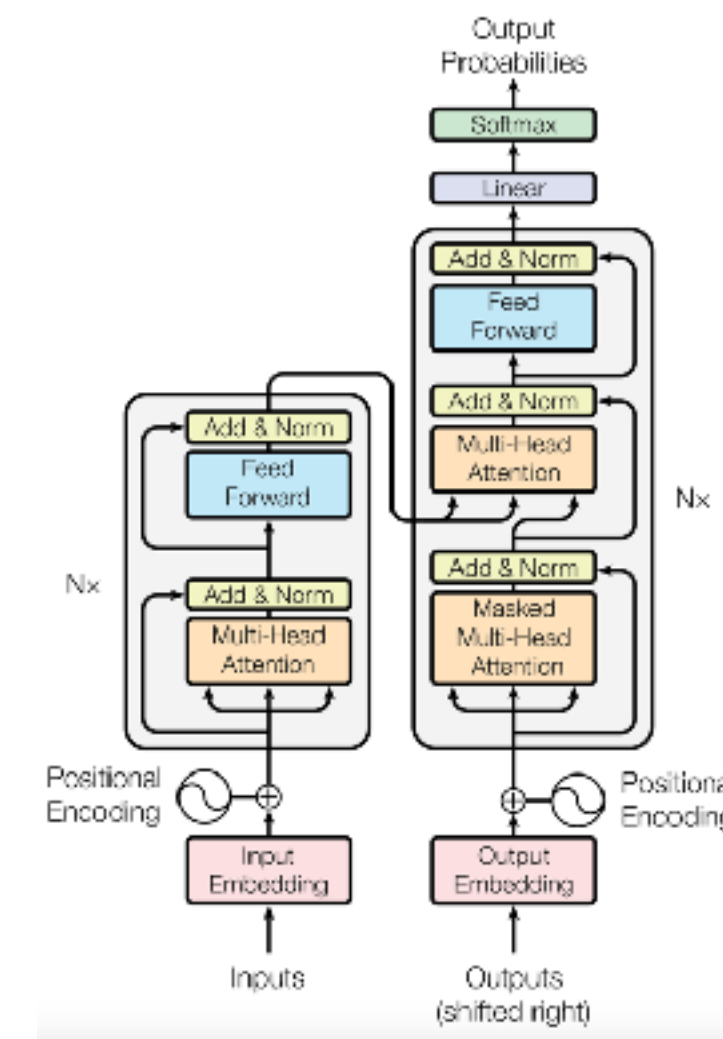 Output
Probabilities
Softmax
Linear
Add & Norm
Feed
Forward
Add & Norm
Multi-Head
Attention
Nx
Add & Norm
Masked
Multi-Head
Attention
Add & Norm
Feed
Forward
Nx
Add & Norm
Multi-Head
Attention
Positional
Encoding
Positiona
Encoding
Input
Embedding
Output
Embedding
Inputs
Outputs
(shifted right)